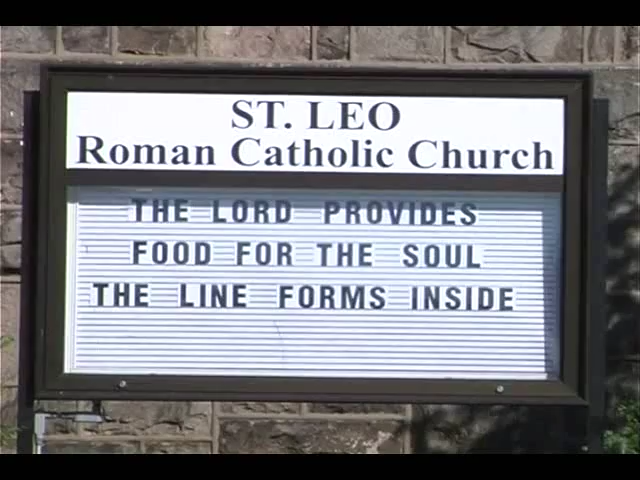 ST. LEO
Roman Catholic Church
THE LORD PROVIDES
FOOD FOR THE SOUL
THE LINE FORMS INSIDE